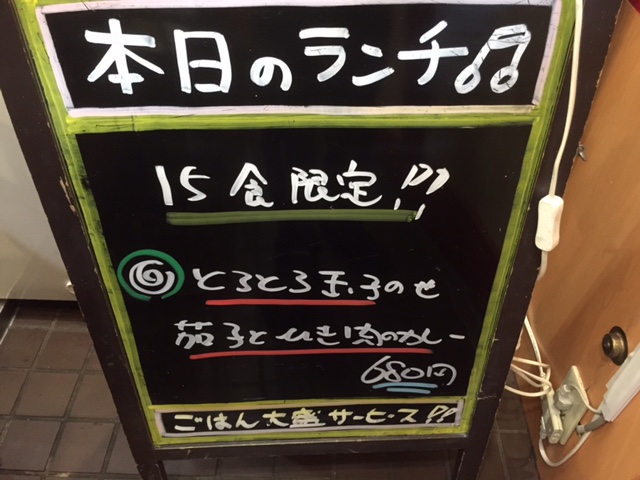 本日のランチ♫
15食限定!!!
とろとろ玉子のせ
茄子とひき肉のカレー
680円
ごはん大盛サービス!!